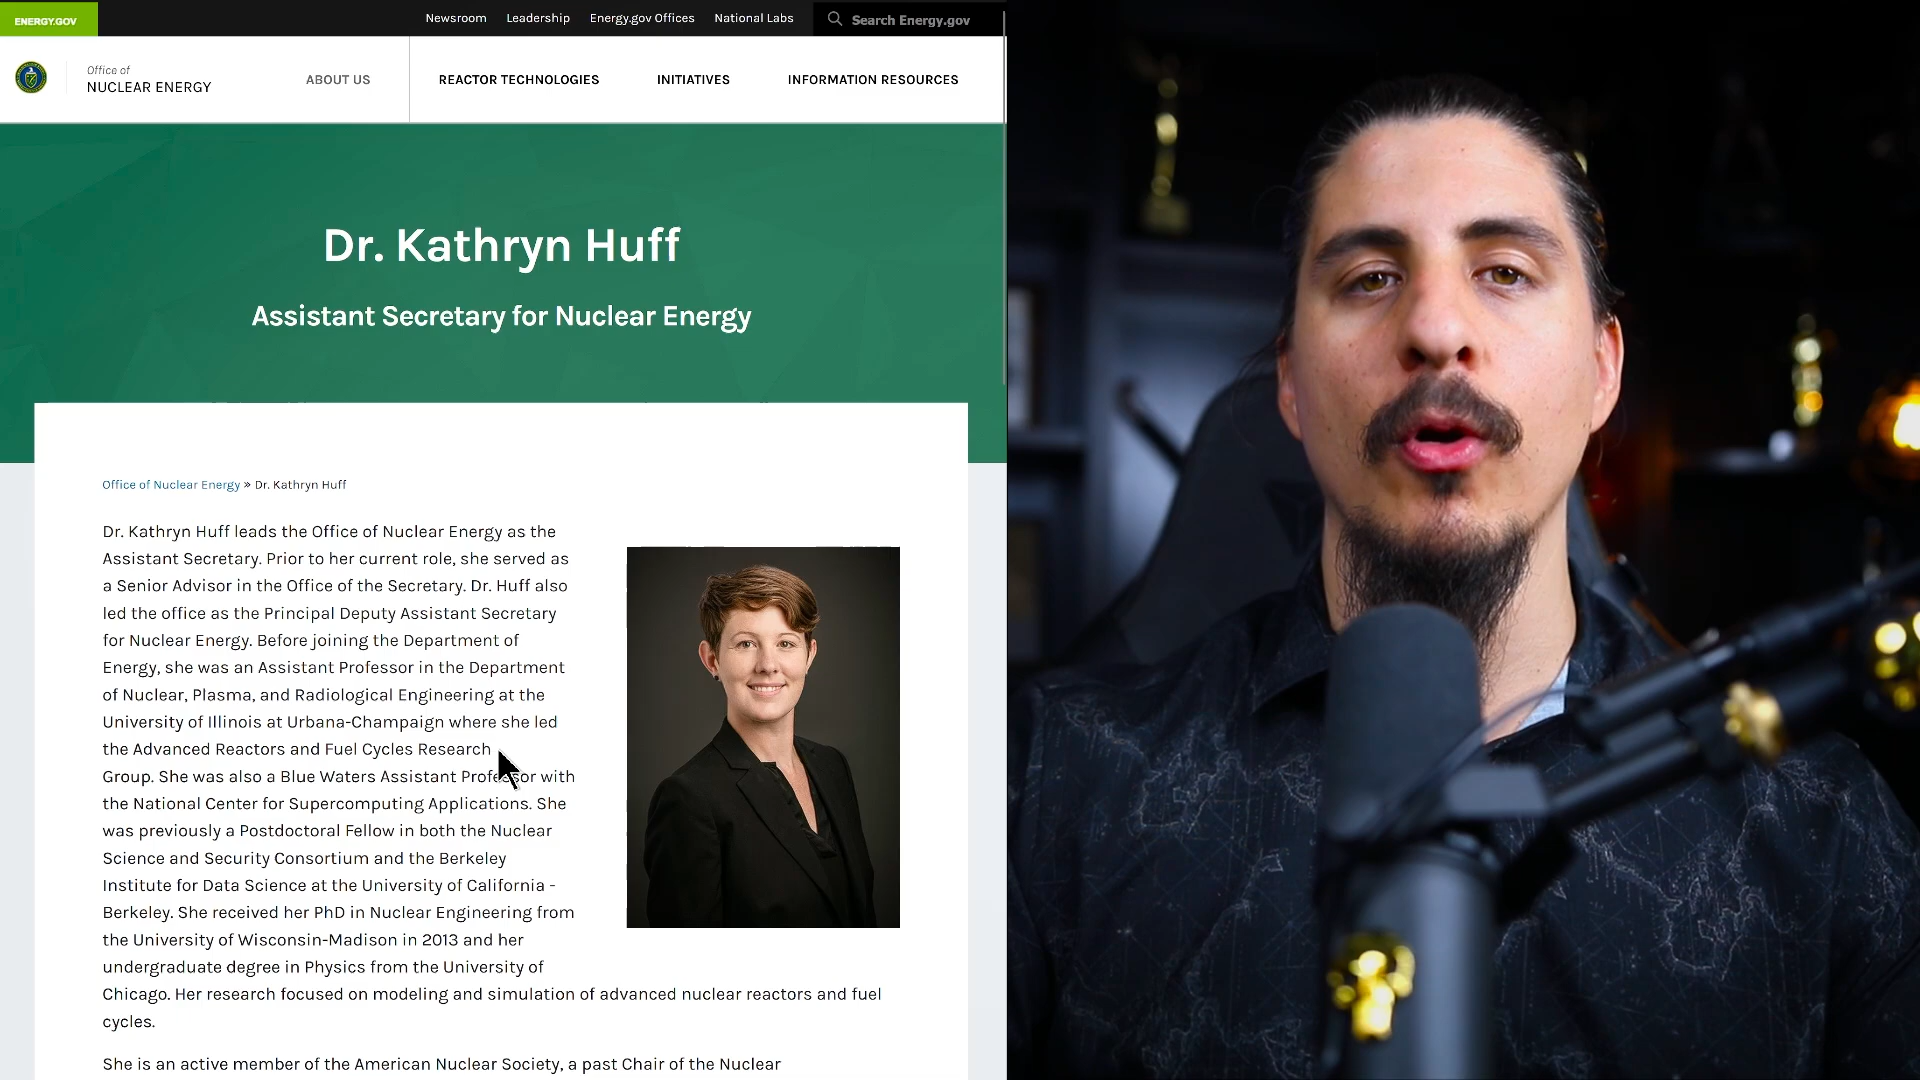 ENERGY.GOV
Newsroom Leadership Energy.gov Offices National Labs Search Energy.gov
Office of
NUCLEAR ENERGY
ABOUT US REACTOR TECHNOLOGIES INITIATIVES INFORMATION RESOURCES
Dr. Kathryn Huff
Assistant Secretary for Nuclear Energy
Office of Nuclear Energy » Dr. Kathryn Huff
Dr. Kathryn Huff leads the Office of Nuclear Energy as the
Assistant Secretary. Prior to her current role, she served as
a Senior Advisor in the Office of the Secretary. Dr. Huff also
led the office as the Principal Deputy Assistant Secretary
for Nuclear Energy. Before joining the Department of
Energy, she was an Assistant Professor in the Department
of Nuclear, Plasma, and Radiological Engineering at the
University of Illinois at Urbana-Champaign where she led
the Advanced Reactors and Fuel Cycles Research
Group. She was also a Blue Waters Assistant Professor with
the National Center for Supercomputing Applications. She
was previously a Postdoctoral Fellow in both the Nuclear
Science and Security Consortium and the Berkeley
Institute for Data Science at the University of California -
Berkeley. She received her PhD in Nuclear Engineering from
the University of Wisconsin-Madison in 2013 and her
undergraduate degree in Physics from the University of
Chicago. Her research focused on modeling and simulation of advanced nuclear reactors and fuel
cycles.
She is an active member of the American Nuclear Society, a past Chair of the Nuclear